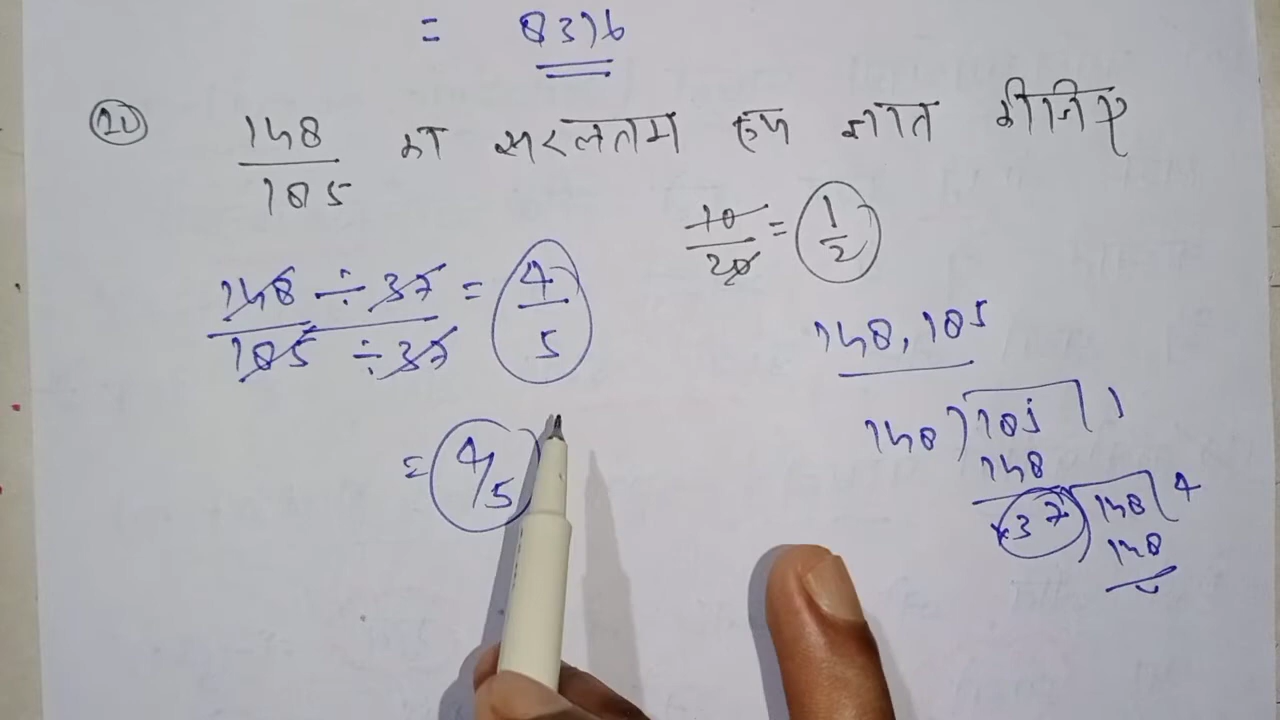 = 8316
20 148/185 का सरलतम रूप ज्ञात कीजिए
10/20 = 1/2
148 ÷ 37 / 185 ÷ 37 = 4/5
148, 185
= 4/5
148 ) 185 ( 1
148
× 37 ) 148 ( 4
148